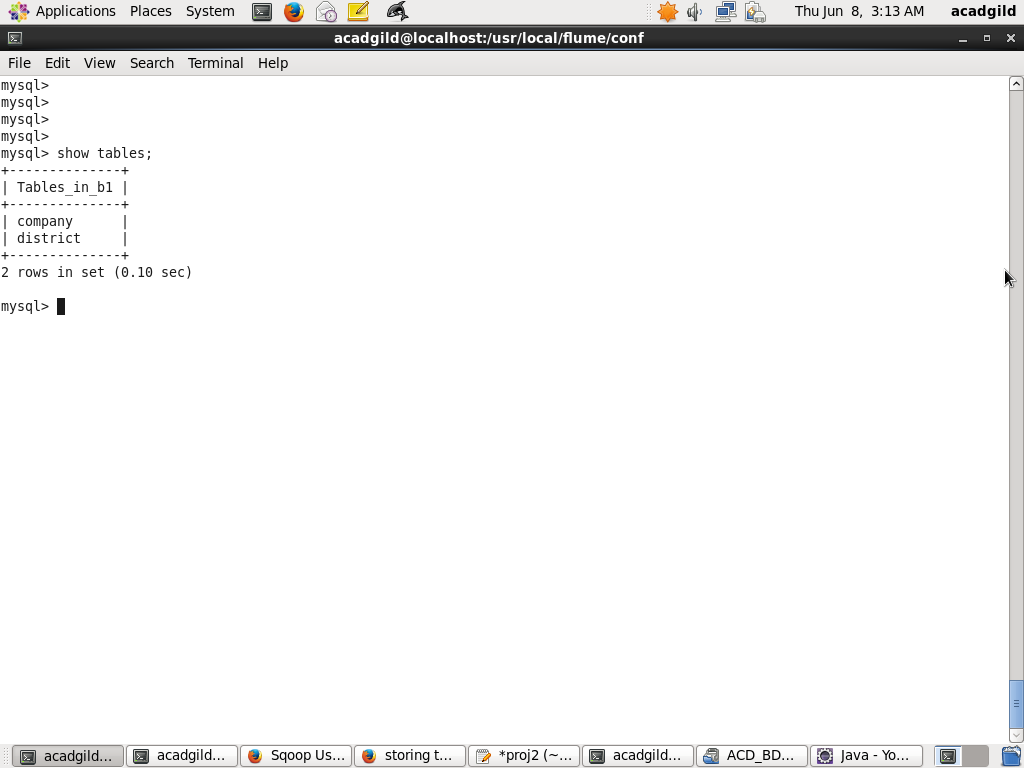 Applications Places System Thu Jun 8, 3:13 AM acadgild
acadgild@localhost:/usr/local/flume/conf
File Edit View Search Terminal Help
mysql>
mysql>
mysql>
mysql>
mysql> show tables;
+--------------+
| Tables_in_b1 |
+--------------+
| company      |
| district     |
+--------------+
2 rows in set (0.10 sec)
mysql>
acadgild... acadgild... Sqoop Us... storing t... *proj2 (~... acadgild... ACD_BD... Java - Yo...